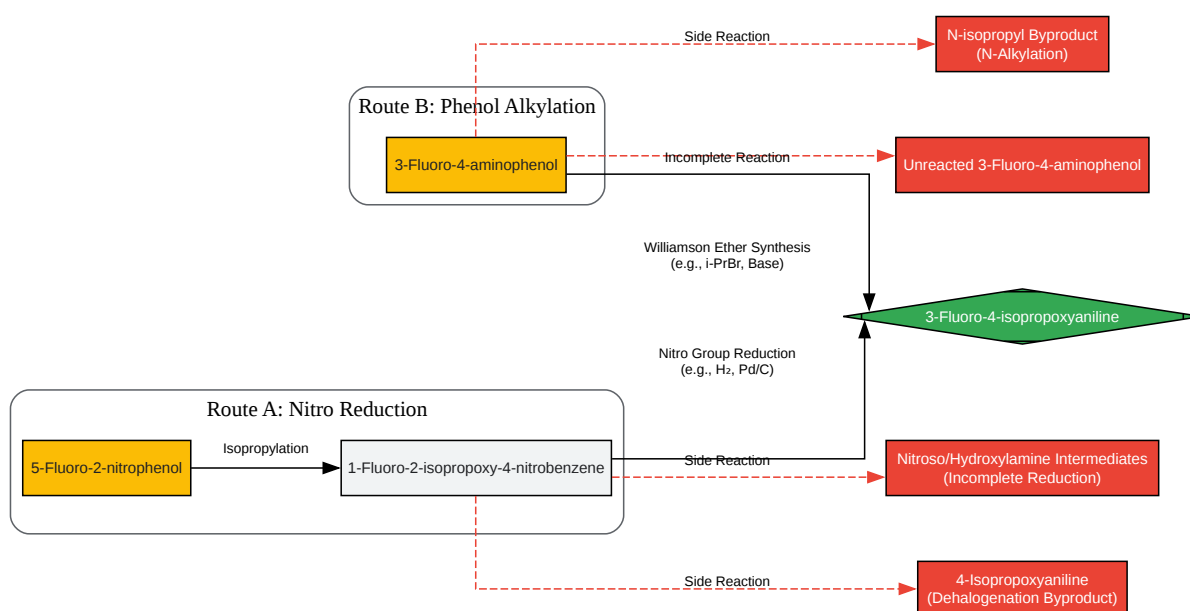 Side Reaction
N-isopropyl Byproduct
(N-Alkylation)
Route B: Phenol Alkylation
3-Fluoro-4-aminophenol
Incomplete Reaction
Unreacted 3-Fluoro-4-aminophenol
Williamson Ether Synthesis
(e.g., i-PrBr, Base)
3-Fluoro-4-isopropoxyaniline
Nitro Group Reduction
(e.g., H₂, Pd/C)
Route A: Nitro Reduction
5-Fluoro-2-nitrophenol
Isopropylation
1-Fluoro-2-isopropoxy-4-nitrobenzene
Side Reaction
Nitroso/Hydroxylamine Intermediates
(Incomplete Reduction)
Side Reaction
4-Isopropoxyaniline
(Dehalogenation Byproduct)